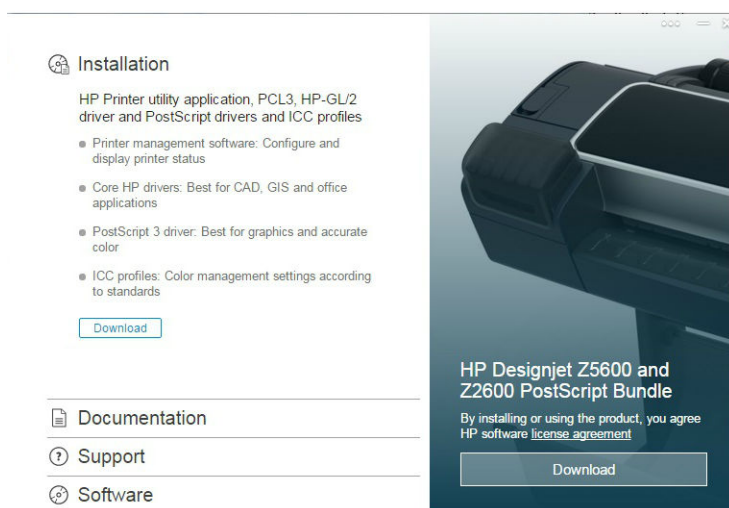 Installation
HP Printer utility application, PCL3, HP-GL/2
driver and PostScript drivers and ICC profiles
Printer management software: Configure and
display printer status
Core HP drivers: Best for CAD, GIS and office
applications
PostScript 3 driver: Best for graphics and accurate
color
ICC profiles: Color management settings according
to standards
Download
Documentation
Support
Software
HP Designjet Z5600 and
Z2600 PostScript Bundle
By installing or using the product, you agree
HP software license agreement
Download